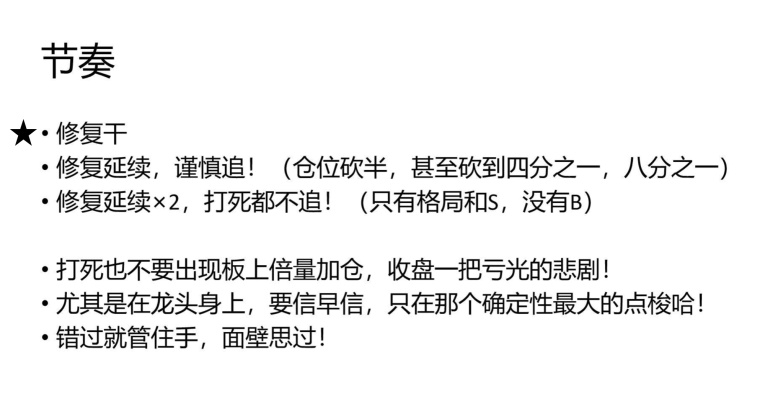 节奏
★• 修复干
• 修复延续，谨慎追！（仓位砍半，甚至砍到四分之一，八分之一）
• 修复延续×2，打死都不追！（只有格局和S，没有B）
• 打死也不要出现板上倍量加仓，收盘一把亏光的悲剧！
• 尤其是在龙头身上，要信早信，只在那个确定性最大的点梭哈！
• 错过就管住手，面壁思过！